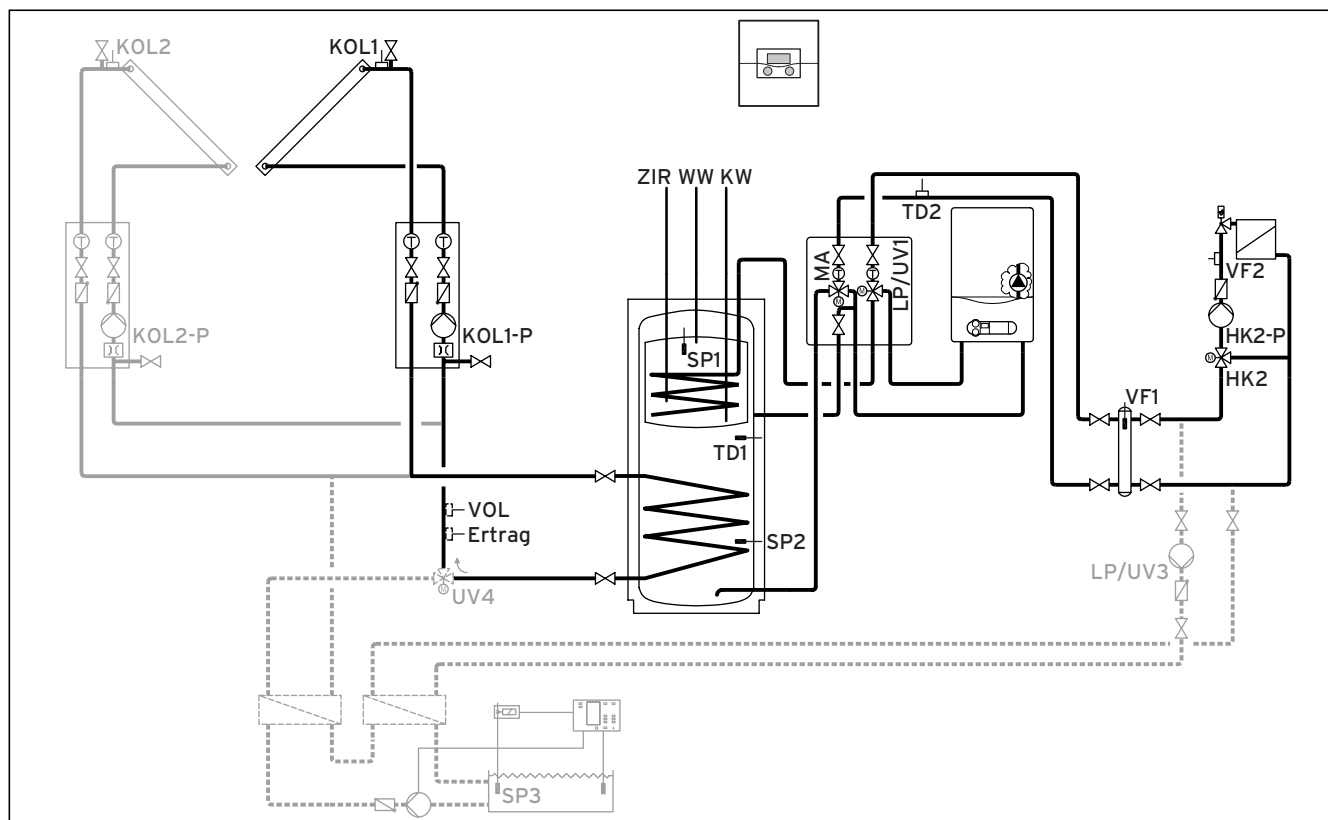 KOL2
KOL1
ZIR WW KW
TD2
MA
LP/UV1
VF2
KOL2-P
KOL1-P
HK2-P
SP1
HK2
VF1
TD1
VOL
Ertrag
SP2
UV4
LP/UV3
SP3